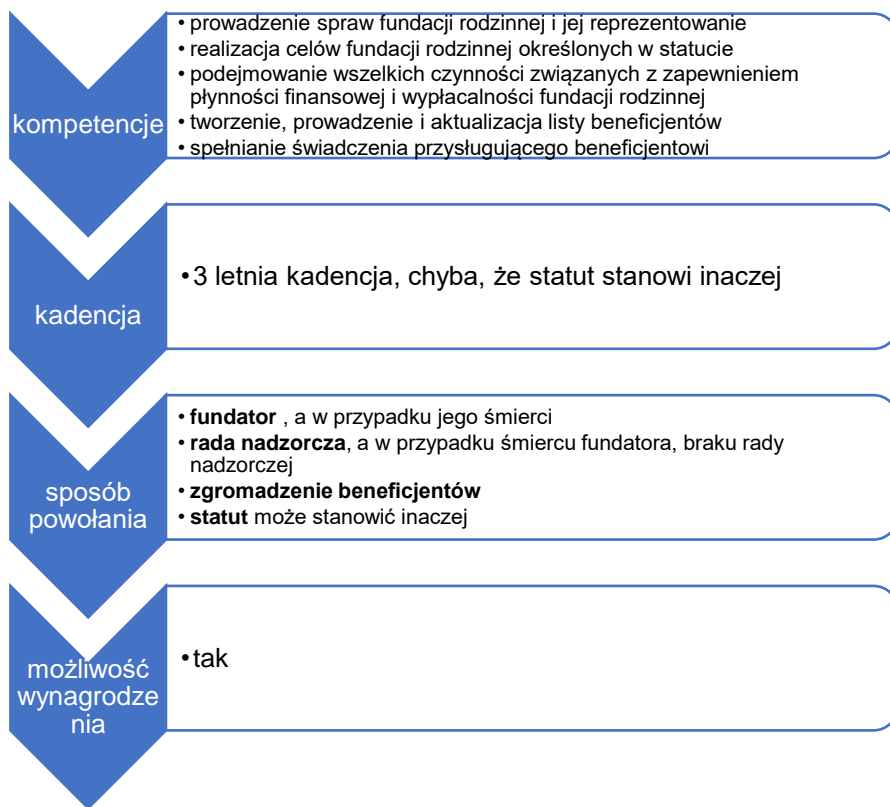 kompetencje
• prowadzenie spraw fundacji rodzinnej i jej reprezentowanie
• realizacja celów fundacji rodzinnej określonych w statucie
• podejmowanie wszelkich czynności związanych z zapewnieniem
płynności finansowej i wypłacalności fundacji rodzinnej
• tworzenie, prowadzenie i aktualizacja listy beneficjentów
• spełnianie świadczenia przysługującego beneficjentowi
kadencja
• 3 letnia kadencja, chyba, że statut stanowi inaczej
sposób
powołania
• fundator , a w przypadku jego śmierci
• rada nadzorcza, a w przypadku śmiercu fundatora, braku rady
nadzorczej
• zgromadzenie beneficjentów
• statut może stanowić inaczej
możliwość
wynagrodze
nia
• tak